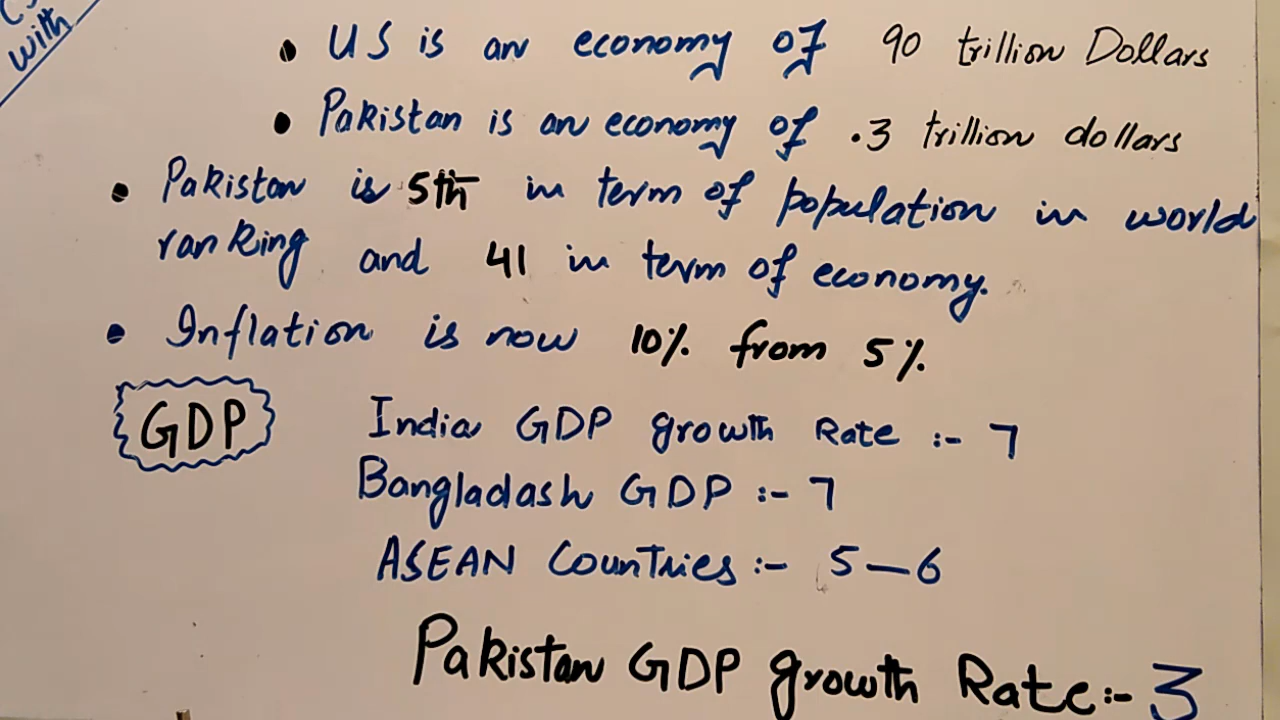 with
• US is an economy of 90 trillion Dollars
• Pakistan is an economy of .3 trillion dollars
• Pakistan is 5th in term of population in world
ranking and 41 in term of economy.
• Inflation is now 10% from 5%
GDP
India GDP growth Rate :- 7
Bangladash GDP :- 7
ASEAN Countries :- 5—6
Pakistan GDP growth Rate:- 3